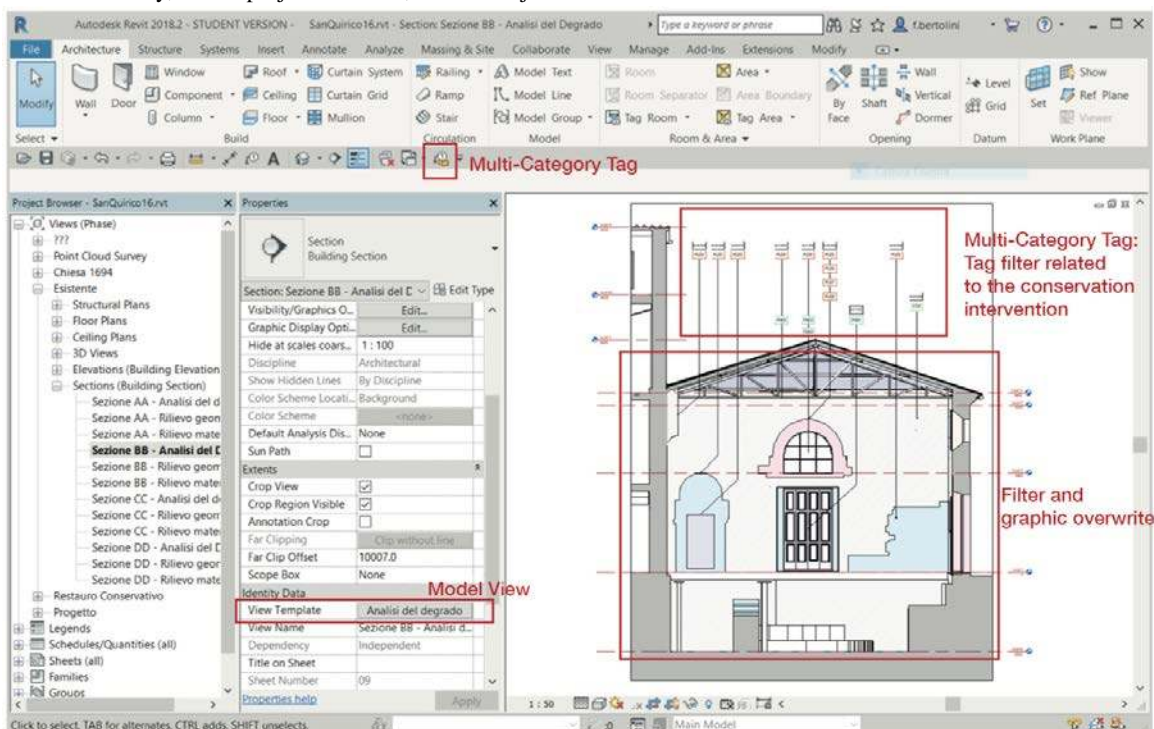 Autodesk Revit 2018.2 - STUDENT VERSION - SanQuirico16.rvt - Section: Sezione BB - Analisi del Degrado
Type a keyword or phrase
f.bertolini
File Architecture Structure Systems Insert Annotate Analyze Massing & Site Collaborate View Manage Add-Ins Extensions Modify
Window Roof Curtain System Railing Model Text Room Area Wall Level Show
Modify Wall Door Component Ceiling Curtain Grid Ramp Model Line Room Separator Area Boundary By Face Shaft Vertical Grid Set Ref Plane
Column Floor Mullion Stair Model Group Tag Room Tag Area Dormer Viewer
Select Build Circulation Model Room & Area Opening Datum Work Plane
Multi-Category Tag
Project Browser - SanQuirico16.rvt
Views (Phase)
???
Point Cloud Survey
Chiesa 1694
Esistente
Structural Plans
Floor Plans
Ceiling Plans
3D Views
Elevations (Building Elevation
Sections (Building Section)
Sezione AA - Analisi del d
Sezione AA - Rilievo geon
Sezione AA - Rilievo mate
Sezione BB - Analisi del D
Sezione BB - Rilievo geom
Sezione BB - Rilievo mate
Sezione CC - Analisi del d
Sezione CC - Rilievo geom
Sezione CC - Rilievo mate
Sezione DD - Analisi del D
Sezione DD - Rilievo geor
Sezione DD - Rilievo mate
Restauro Conservativo
Progetto
Legends
Schedules/Quantities (all)
Sheets (all)
Families
Groups
Properties
Section
Building Section
Section: Sezione BB - Analisi del D Edit Type
Visibility/Graphics O... Edit...
Graphic Display Opti... Edit...
Hide at scales coars... 1 : 100
Discipline Architectural
Show Hidden Lines By Discipline
Color Scheme Locati... Background
Color Scheme <none>
Default Analysis Dis... None
Sun Path
Extents
Crop View
Crop Region Visible
Annotation Crop
Far Clipping Clip without line
Far Clip Offset 10007.0
Scope Box None
Identity Data
Model View
View Template Analisi del degrado
View Name Sezione BB - Analisi d...
Dependency Independent
Title on Sheet
Sheet Number 09
Properties help Apply
Multi-Category Tag:
Tag filter related
to the conservation
intervention
Filter and
graphic overwrite
1 : 50
Click to select, TAB for alternates, CTRL adds, SHIFT unselects.
:0 Main Model